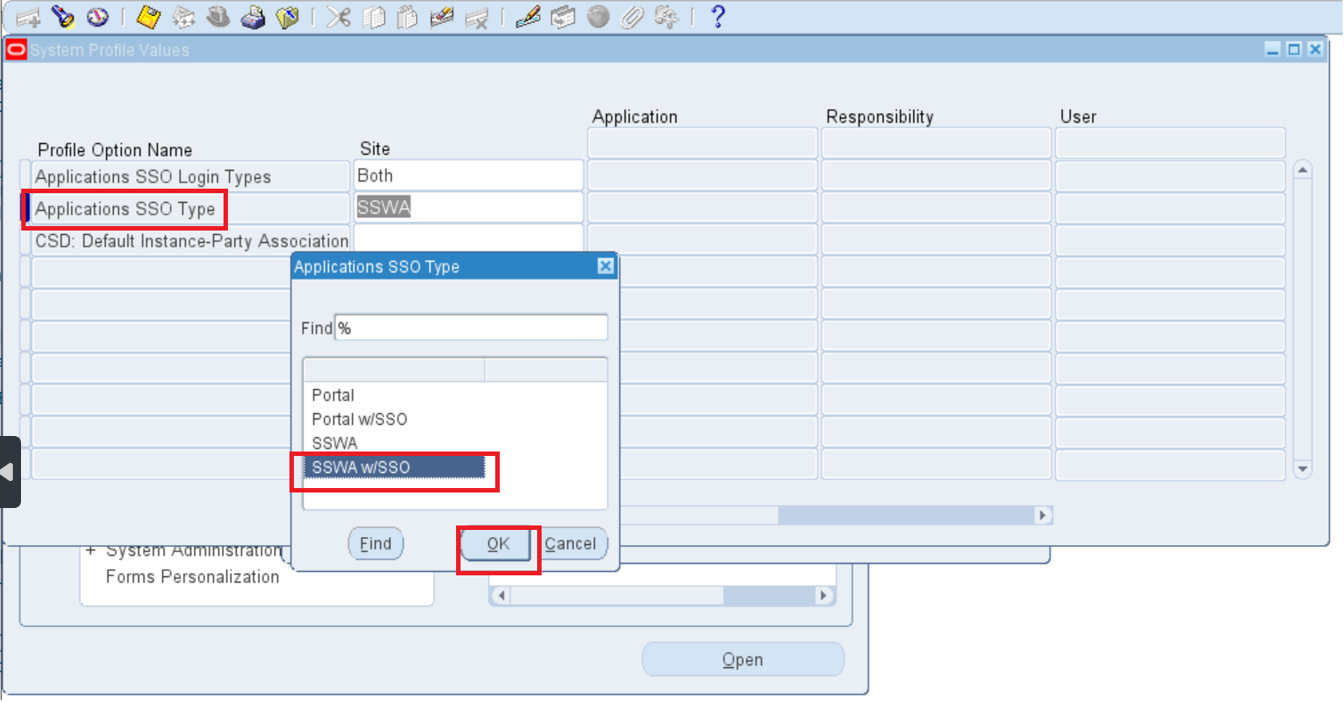 System Profile Values
Application Responsibility User
Profile Option Name Site
Applications SSO Login Types Both
Applications SSO Type SSWA
CSD: Default Instance-Party Association
Applications SSO Type
Find %
Portal
Portal w/SSO
SSWA
SSWA w/SSO
Find OK Cancel
+ System Administration
Forms Personalization
Open